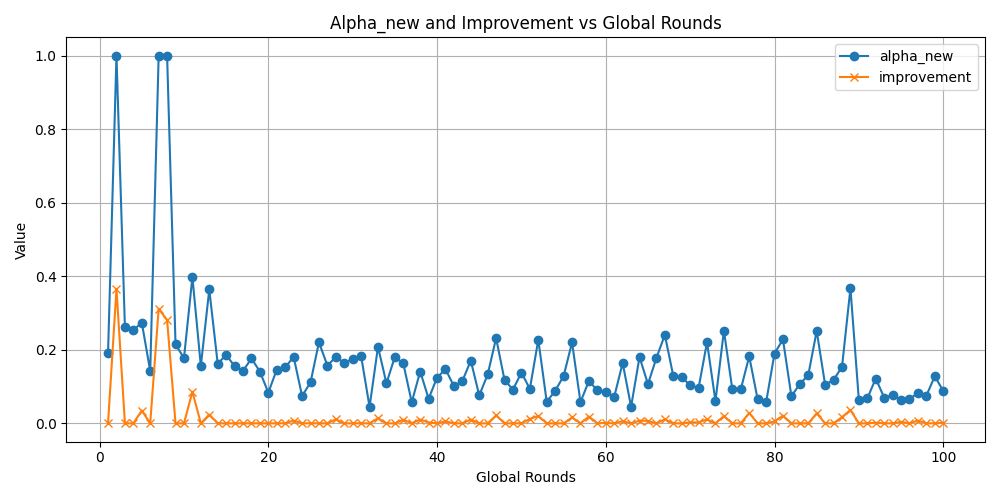 Alpha_new and Improvement vs Global Rounds
alpha_new
improvement
Value
1.0
0.8
0.6
0.4
0.2
0.0
0 20 40 60 80 100
Global Rounds